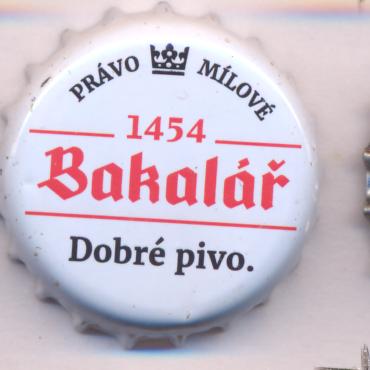 PRÁVO MÍLOVÉ
1454
Bakalář
Dobré pivo.